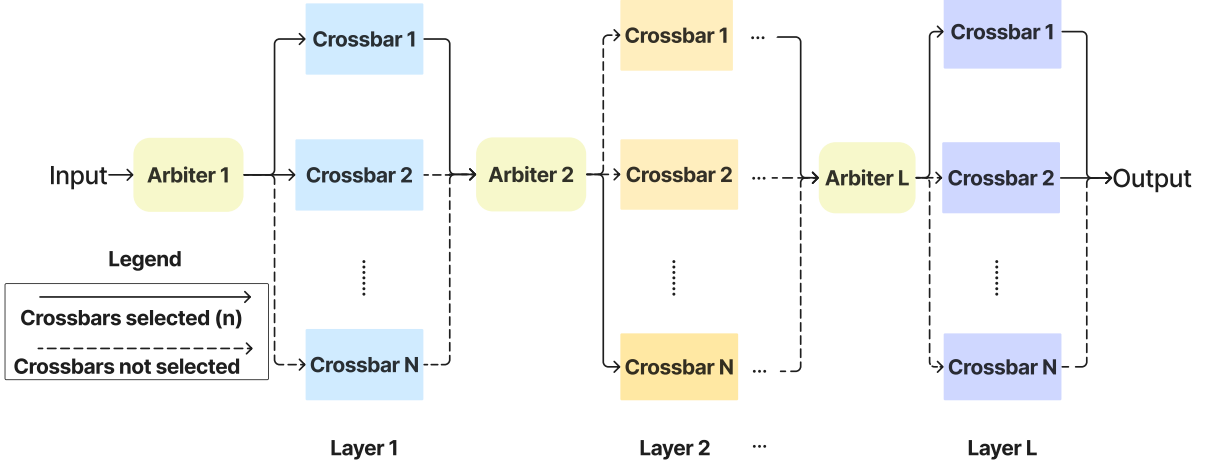 Crossbar 1
Crossbar 1
...
Crossbar 1
Input
Arbiter 1
Crossbar 2
Arbiter 2
Crossbar 2
...
Arbiter L
Crossbar 2
Output
Legend
Crossbars selected (n)
Crossbars not selected
Crossbar N
Crossbar N
...
Crossbar N
Layer 1
Layer 2
...
Layer L